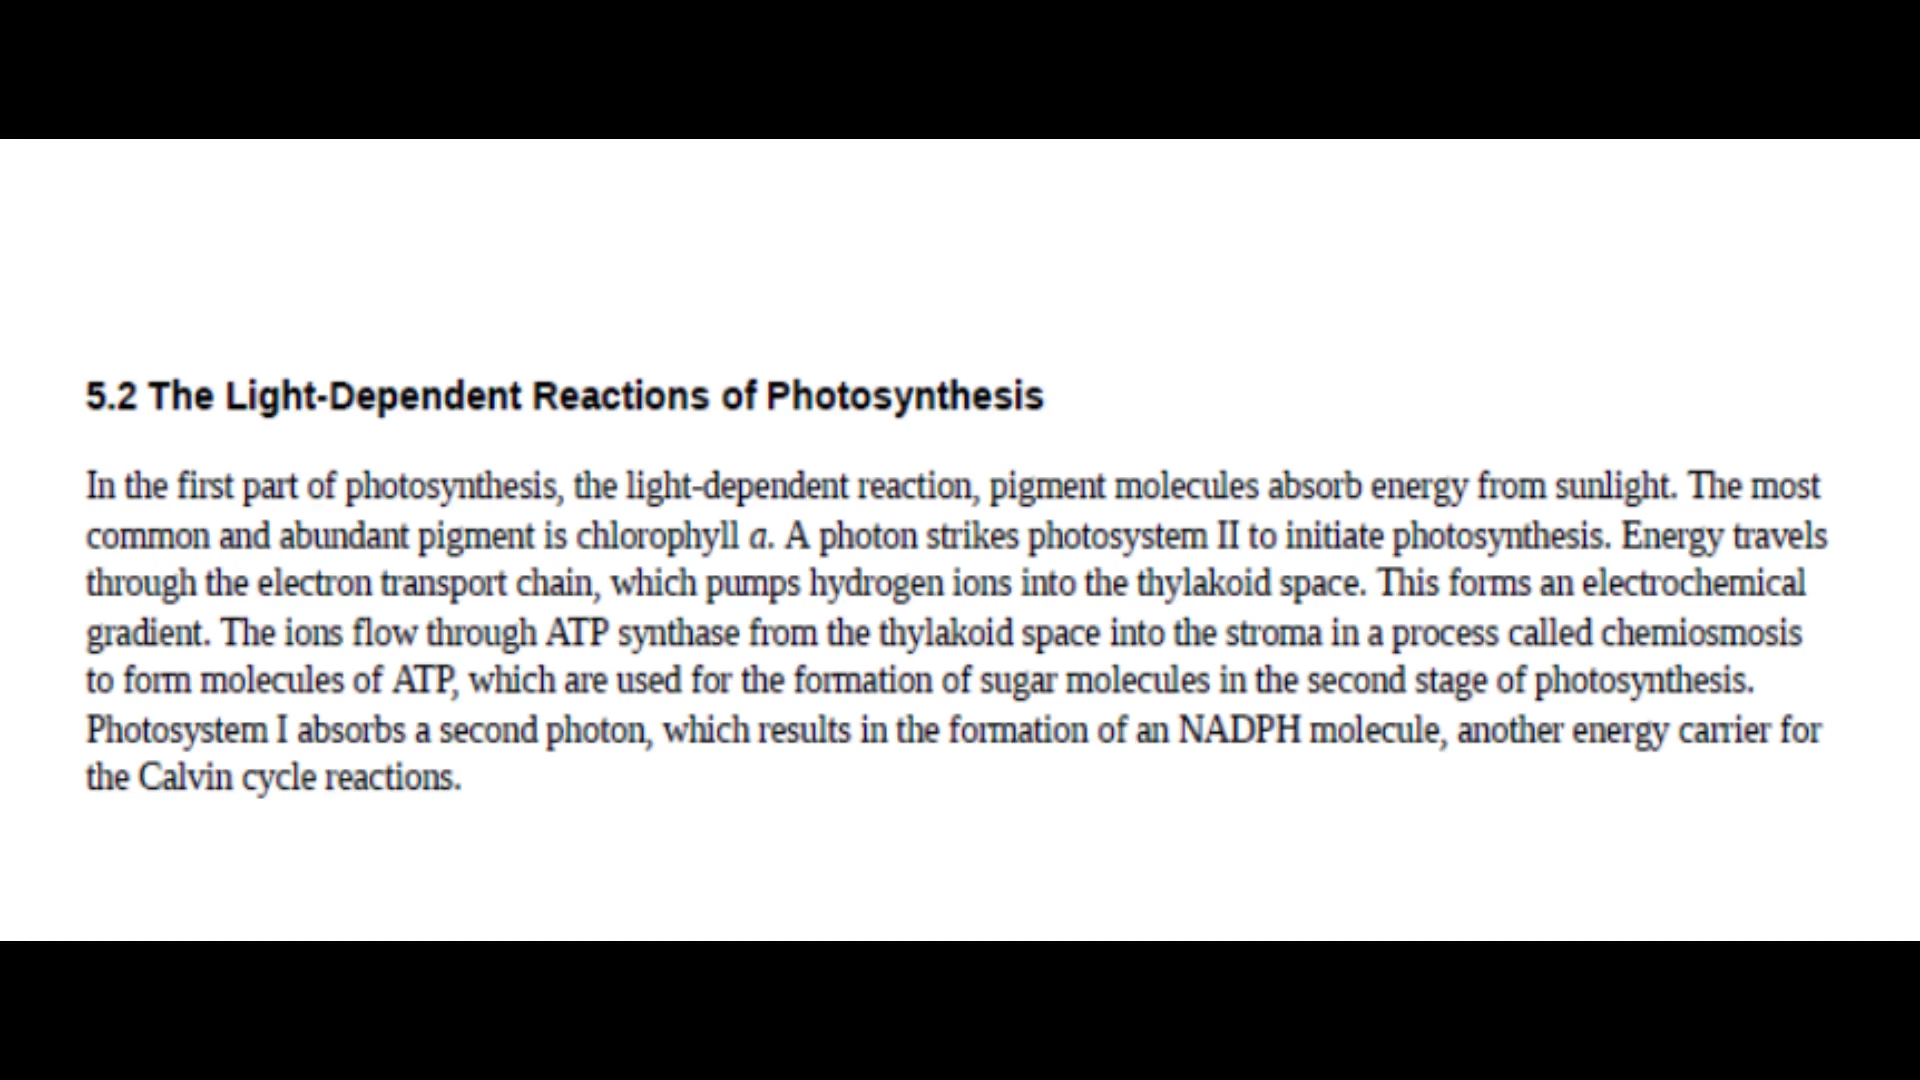 5.2 The Light-Dependent Reactions of Photosynthesis
In the first part of photosynthesis, the light-dependent reaction, pigment molecules absorb energy from sunlight. The most
common and abundant pigment is chlorophyll a. A photon strikes photosystem II to initiate photosynthesis. Energy travels
through the electron transport chain, which pumps hydrogen ions into the thylakoid space. This forms an electrochemical
gradient. The ions flow through ATP synthase from the thylakoid space into the stroma in a process called chemiosmosis
to form molecules of ATP, which are used for the formation of sugar molecules in the second stage of photosynthesis.
Photosystem I absorbs a second photon, which results in the formation of an NADPH molecule, another energy carrier for
the Calvin cycle reactions.